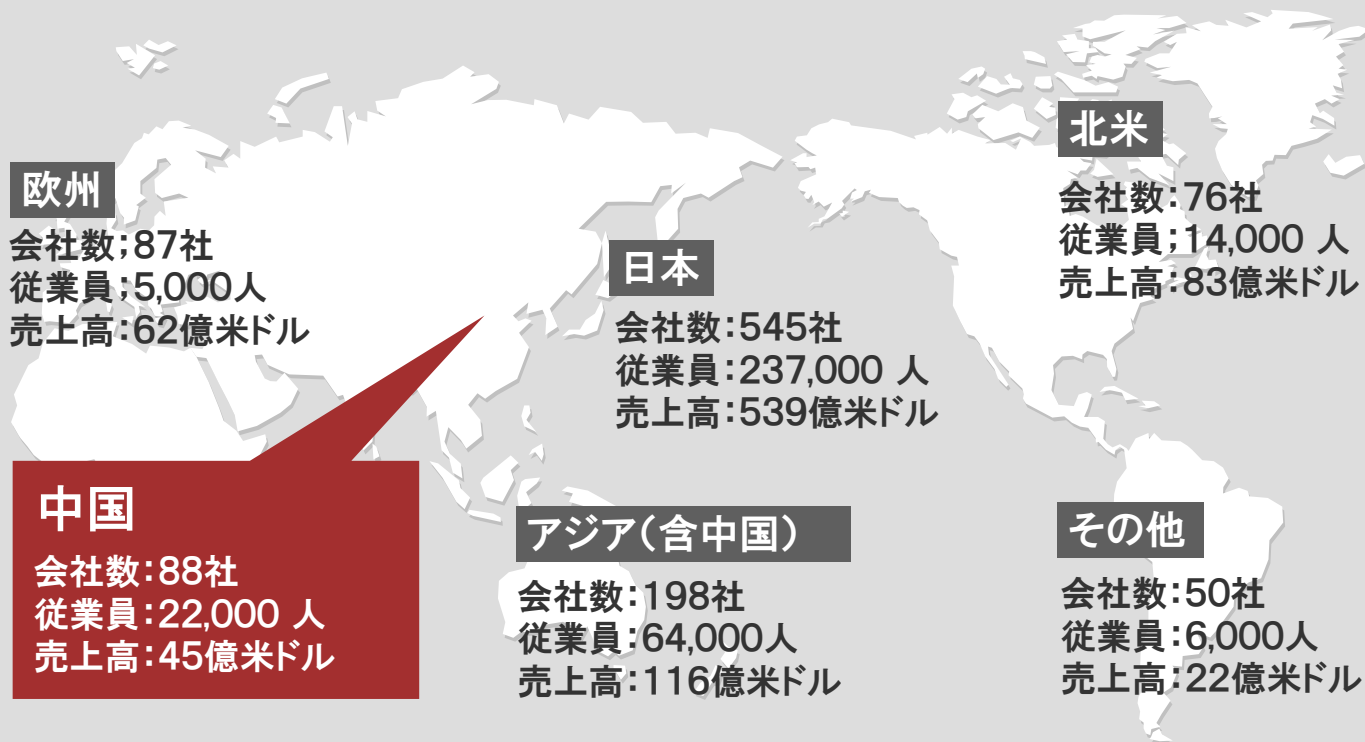 欧州
会社数;87社
従業員;5,000人
売上高:62億米ドル
中国
会社数:88社
従業員:22,000 人
売上高:45億米ドル
日本
会社数:545社
従業員:237,000 人
売上高:539億米ドル
アジア(含中国)
会社数:198社
従業員:64,000人
売上高:116億米ドル
北米
会社数:76社
従業員;14,000 人
売上高:83億米ドル
その他
会社数:50社
従業員:6,000人
売上高:22億米ドル